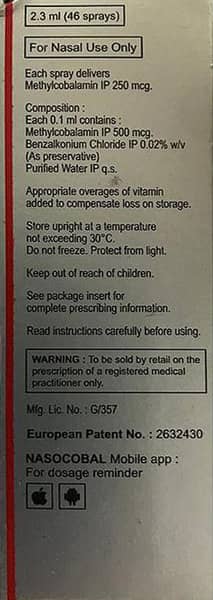 2.3 ml (46 sprays)
For Nasal Use Only
Each spray delivers
Methylcobalamin IP 250 mcg.
Composition :
Each 0.1 ml contains :
Methylcobalamin IP 500 mcg.
Benzalkonium Chloride IP 0.02% w/v
(As preservative)
Purified Water IP q.s.
Appropriate overages of vitamin
added to compensate loss on storage.
Store upright at a temperature
not exceeding 30°C.
Do not freeze. Protect from light.
Keep out of reach of children.
See package insert for
complete prescribing information.
Read instructions carefully before using.
WARNING : To be sold by retail on the
prescription of a registered medical
practitioner only.
Mfg. Lic. No. : G/357
European Patent No. : 2632430
NASOCOBAL Mobile app :
For dosage reminder